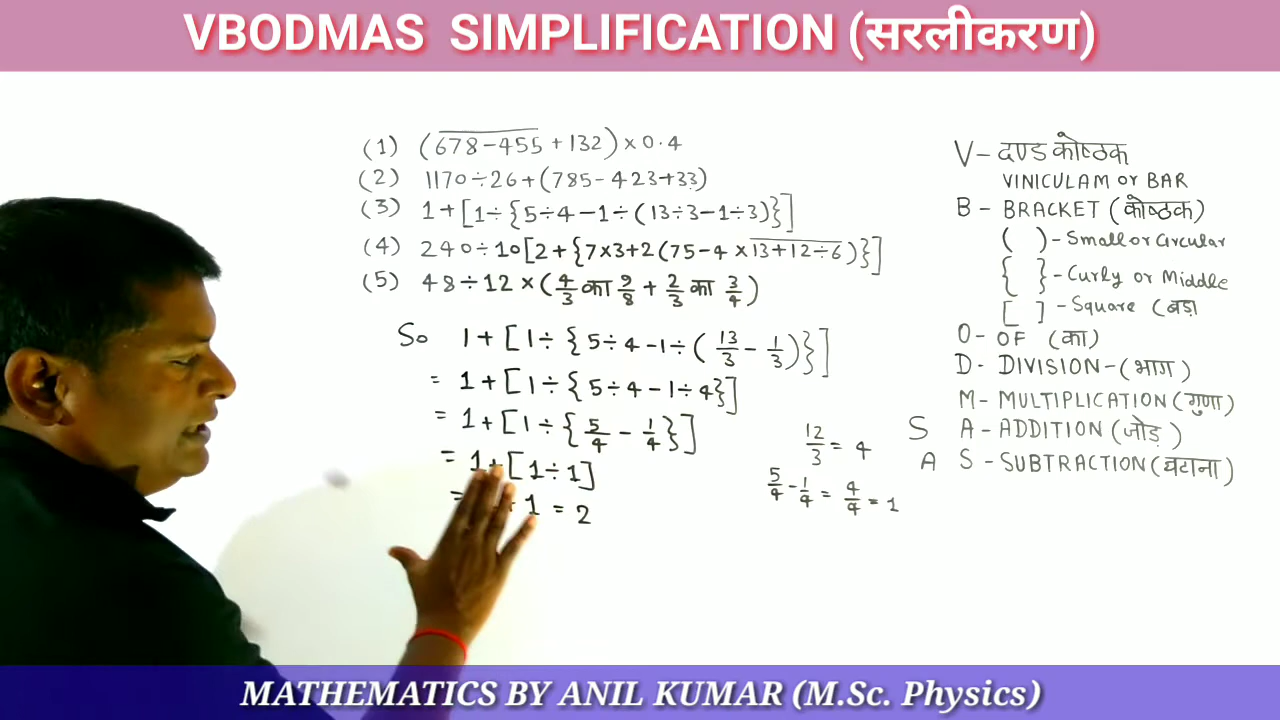 VBODMAS SIMPLIFICATION (सरलीकरण)
(1) (678-455 + 132) × 0.4
(2) 1170÷26+(785-423+33)
(3) 1+[1÷{5÷4-1÷(13÷3-1÷3)}]
(4) 240÷10[2+{7×3+2(75-4×13+12÷6)}]
(5) 48÷12×(4/3 का 9/8 + 2/3 का 3/4)
So 1+[1÷{5÷4-1÷(13/3 - 1/3)}]
= 1+[1÷{5÷4-1÷4}]
= 1+[1÷{5/4 - 1/4}]
= 1+[1÷1]
= + 1 = 2
12/3 = 4
5/4 - 1/4 = 4/4 = 1
V- दण्ड कोष्ठक
VINICULAM or BAR
B - BRACKET (कोष्ठक)
( ) - Small or Circular
{ } - Curly or Middle
[ ] - Square (बड़ा
O- OF (का)
D- DIVISION-(भाग)
M- MULTIPLICATION (गुणा)
S A- ADDITION (जोड़)
A S - SUBTRACTION (घटाना)
MATHEMATICS BY ANIL KUMAR (M.Sc. Physics)